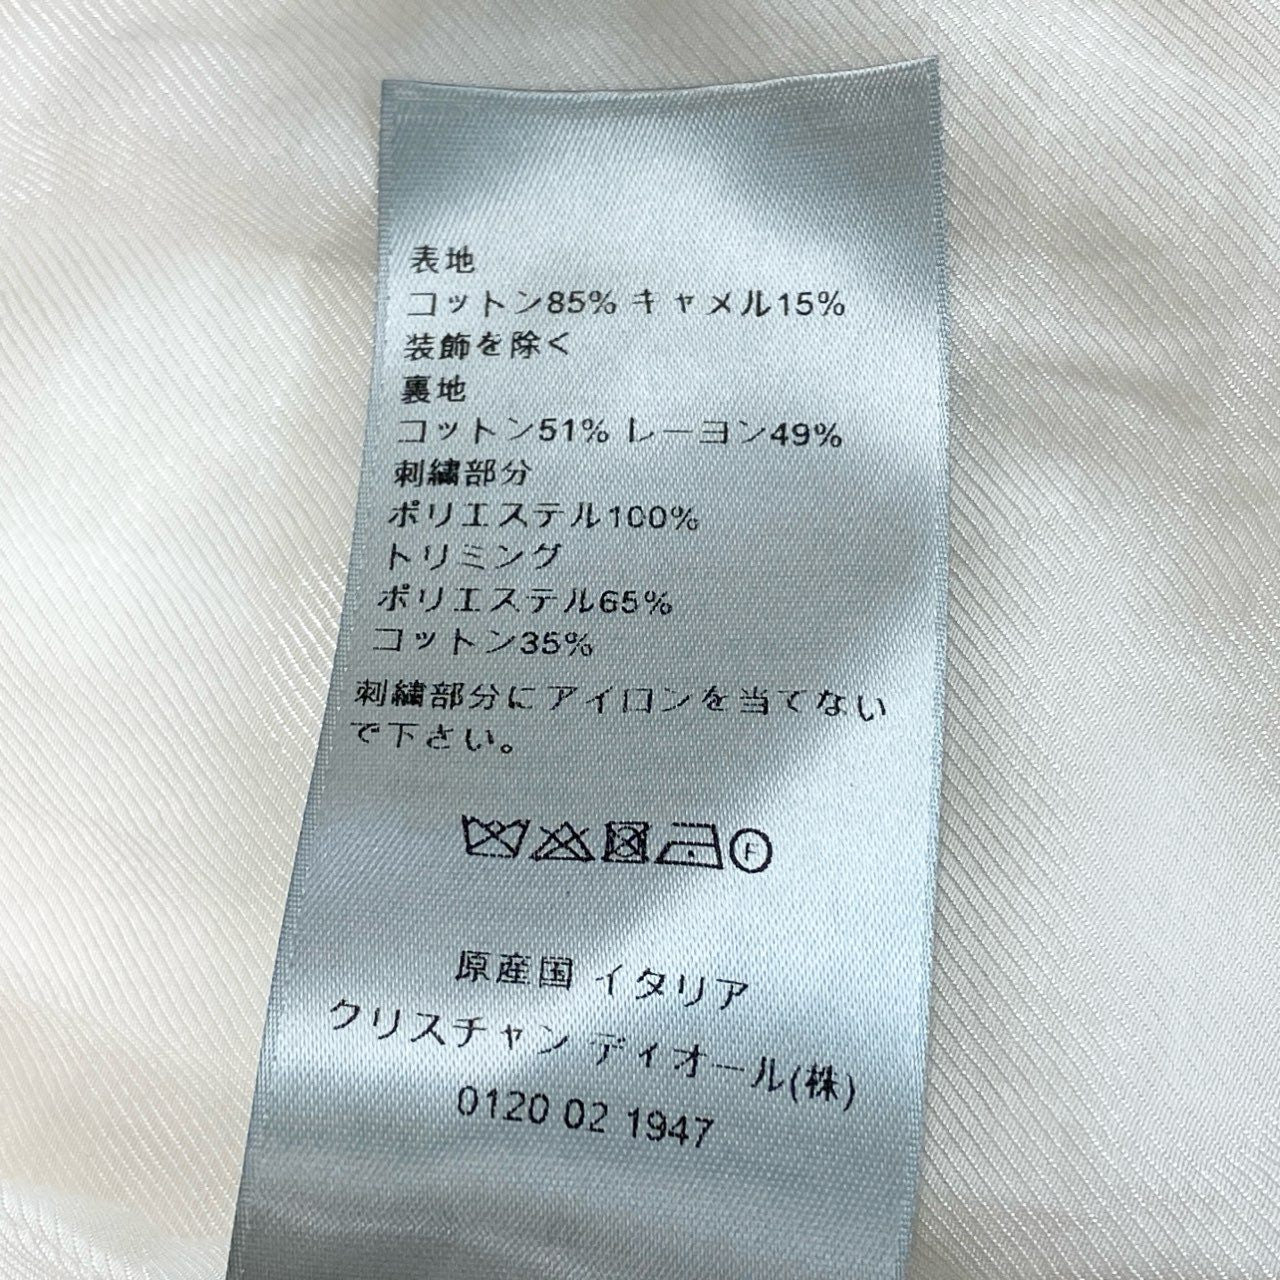 表地
コットン85% キャメル15%
装飾を除く
裏地
コットン51% レーヨン49%
刺繍部分
ポリエステル100%
トリミング
ポリエステル65%
コットン35%
刺繍部分にアイロンを当てない
で下さい。
F
原産国 イタリア
クリスチャン ディオール(株)
0120 02 1947